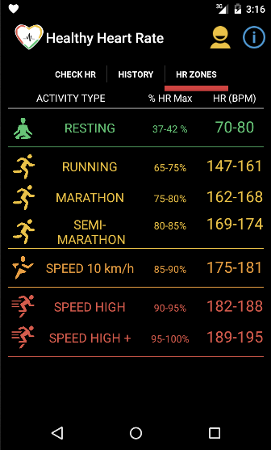 3G 3:16
Healthy Heart Rate
CHECK HR HISTORY HR ZONES
ACTIVITY TYPE % HR Max HR (BPM)
RESTING 37-42 % 70-80
RUNNING 65-75% 147-161
MARATHON 75-80% 162-168
SEMI-
MARATHON 80-85% 169-174
SPEED 10 km/h 85-90% 175-181
SPEED HIGH 90-95% 182-188
SPEED HIGH + 95-100% 189-195